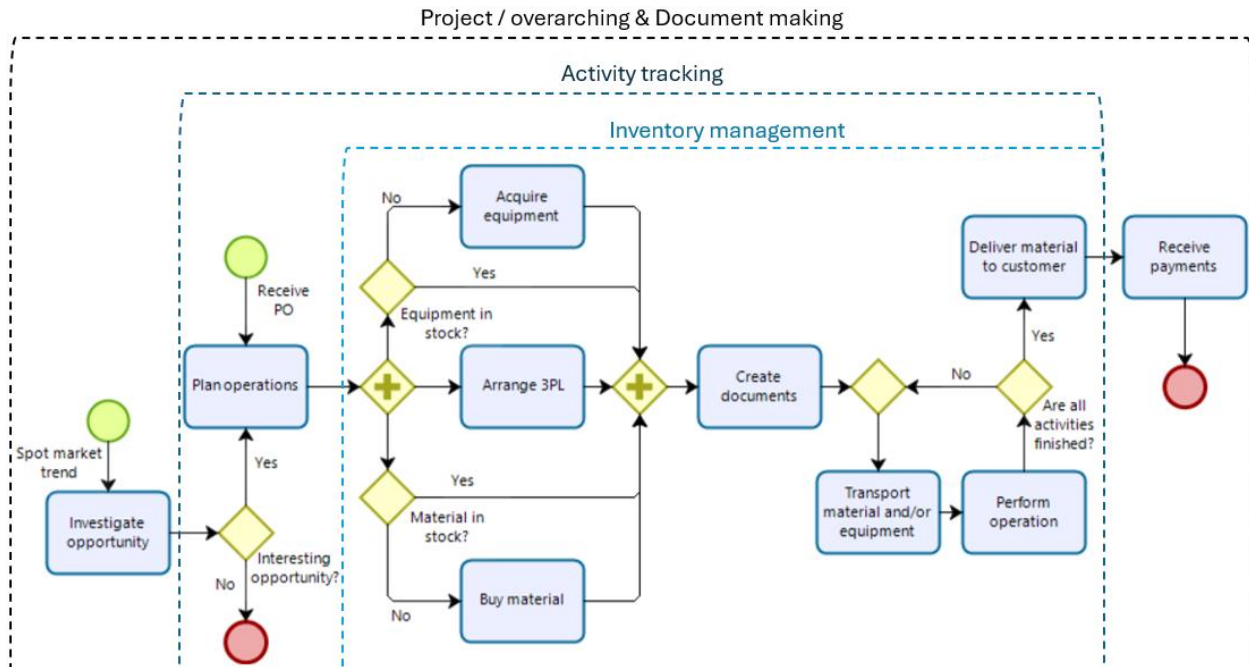 Project / overarching & Document making
Activity tracking
Inventory management
No
Acquire
equipment
Yes
Equipment in
stock?
Receive
PO
Plan operations
Arrange 3PL
Create
documents
Deliver material
to customer
Receive
payments
Yes
No
Are all
activities
finished?
Spot market
trend
Investigate
opportunity
Yes
Interesting
opportunity?
No
Yes
Material in
stock?
No
Buy material
Transport
material and/or
equipment
Perform
operation